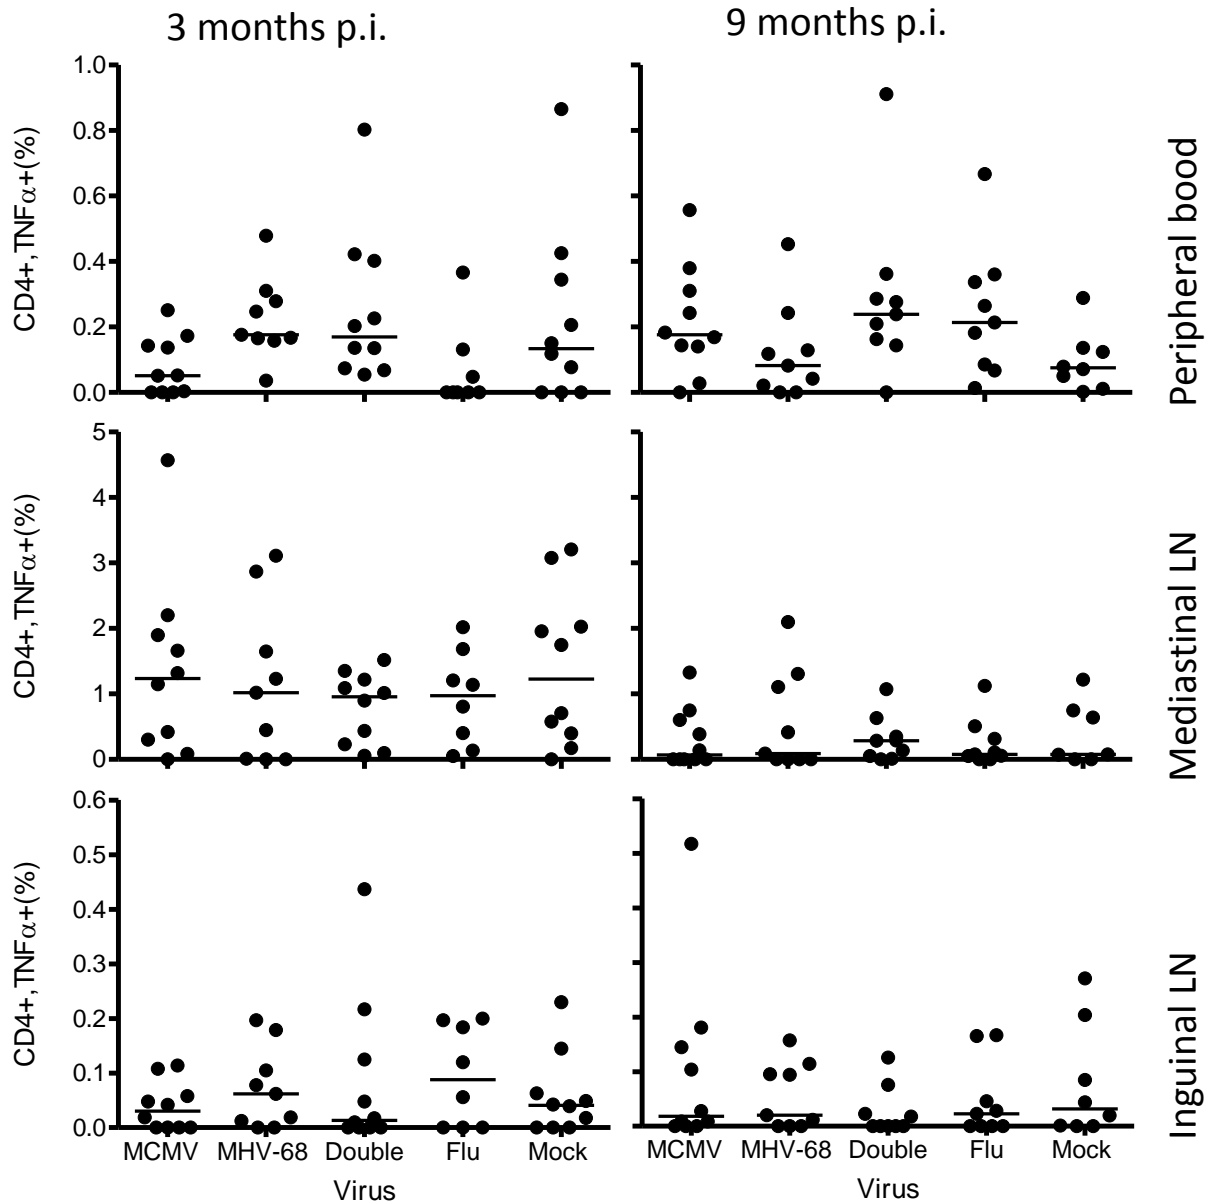 3 months p.i.
9 months p.i.
CD4+,TNFα+(%)
1.0
0.8
0.6
0.4
0.2
0.0
Peripheral bood
CD4+,TNFα+(%)
5
4
3
2
1
0
Mediastinal LN
CD4+,TNFα+(%)
0.6
0.5
0.4
0.3
0.2
0.1
0.0
Inguinal LN
MCMV MHV-68 Double Flu Mock
MCMV MHV-68 Double Flu Mock
Virus
Virus